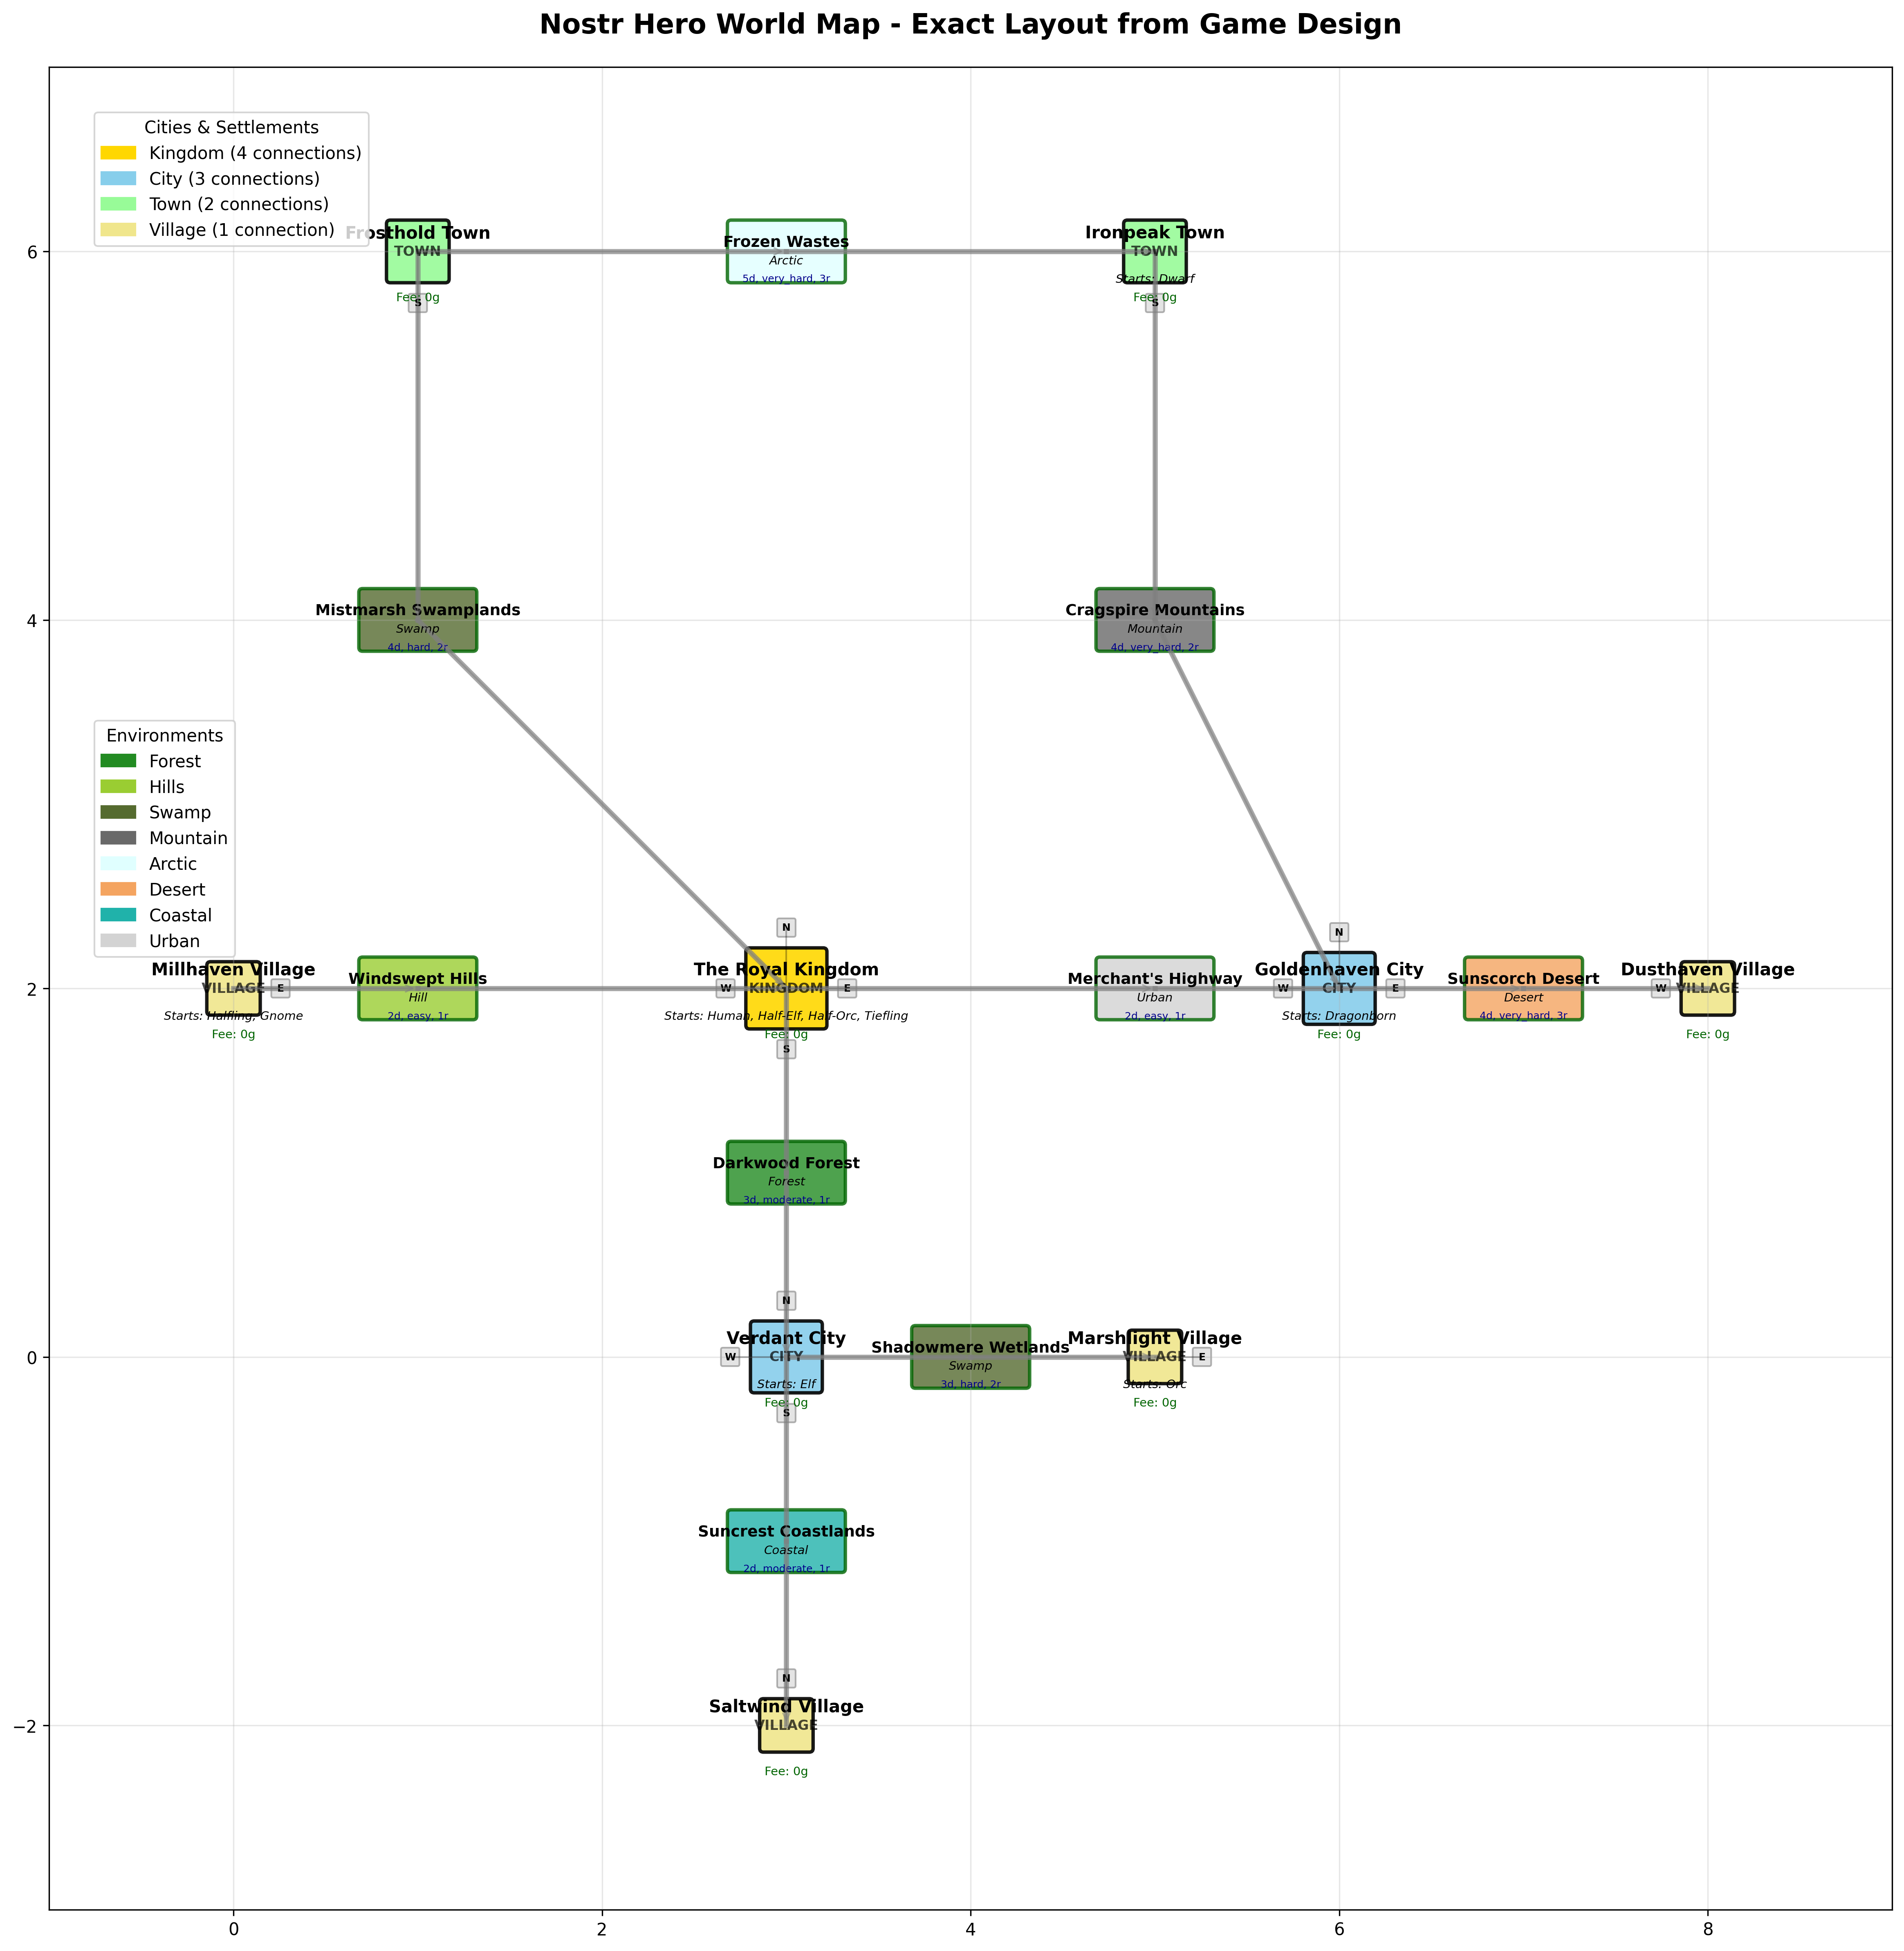 Nostr Hero World Map - Exact Layout from Game Design
Cities & Settlements
Kingdom (4 connections)
City (3 connections)
Town (2 connections)
Village (1 connection)
Frosthold Town
TOWN
Fee: 0g
S
Frozen Wastes
Arctic
5d, very_hard, 3r
Ironpeak Town
TOWN
Starts: Dwarf
Fee: 0g
S
6
Mistmarsh Swamplands
Swamp
4d, hard, 2r
Cragspire Mountains
Mountain
4d, very_hard, 2r
4
Environments
Forest
Hills
Swamp
Mountain
Arctic
Desert
Coastal
Urban
Millhaven Village
VILLAGE
E
Starts: Halfling, Gnome
Fee: 0g
Windswept Hills
Hill
2d, easy, 1r
N
The Royal Kingdom
W
KINGDOM
E
Starts: Human, Half-Elf, Half-Orc, Tiefling
Fee: 0g
S
Merchant's Highway
Urban
2d, easy, 1r
N
Goldenhaven City
W
CITY
E
Starts: Dragonborn
Fee: 0g
Sunscorch Desert
Desert
4d, very_hard, 3r
Dusthaven Village
W
VILLAGE
Fee: 0g
2
Darkwood Forest
Forest
3d, moderate, 1r
N
Verdant City
W
CITY
Starts: Elf
Fee: 0g
S
Shadowmere Wetlands
Swamp
3d, hard, 2r
Marshlight Village
VILLAGE
E
Starts: Orc
Fee: 0g
0
Suncrest Coastlands
Coastal
2d, moderate, 1r
N
Saltwind Village
VILLAGE
Fee: 0g
−2
0
2
4
6
8